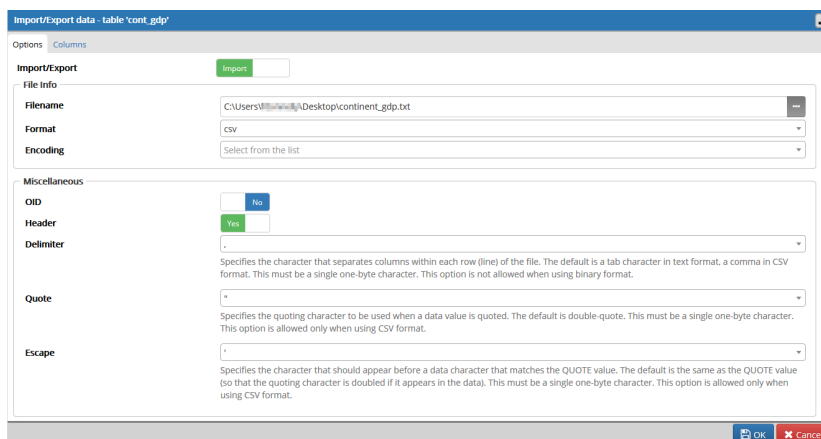 Import/Export data - table 'cont_gdp'
Options Columns
Import/Export Import
File Info
Filename C:\Users\ \Desktop\continent_gdp.txt
Format csv
Encoding Select from the list
Miscellaneous
OID No
Header Yes
Delimiter ,
Specifies the character that separates columns within each row (line) of the file. The default is a tab character in text format, a comma in CSV
format. This must be a single one-byte character. This option is not allowed when using binary format.
Quote "
Specifies the quoting character to be used when a data value is quoted. The default is double-quote. This must be a single one-byte character.
This option is allowed only when using CSV format.
Escape '
Specifies the character that should appear before a data character that matches the QUOTE value. The default is the same as the QUOTE value
(so that the quoting character is doubled if it appears in the data). This must be a single one-byte character. This option is allowed only when
using CSV format.
OK Cance